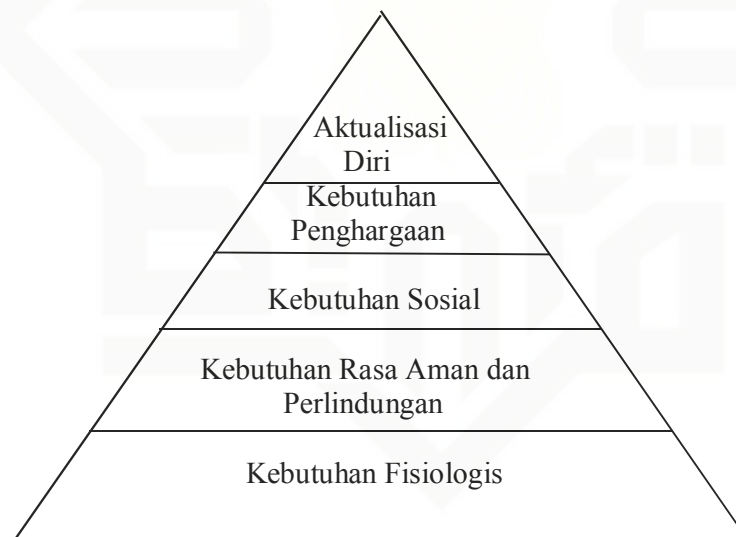 Aktualisasi
Diri
Kebutuhan
Penghargaan
Kebutuhan Sosial
Kebutuhan Rasa Aman dan
Perlindungan
Kebutuhan Fisiologis